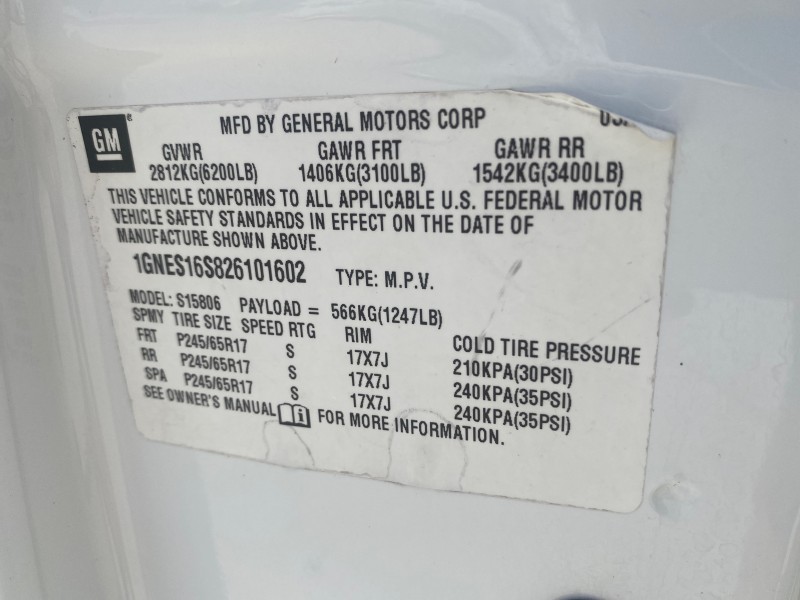 GM
MFD BY GENERAL MOTORS CORP
GVWR GAWR FRT GAWR RR
2812KG(6200LB) 1406KG(3100LB) 1542KG(3400LB)
THIS VEHICLE CONFORMS TO ALL APPLICABLE U.S. FEDERAL MOTOR
VEHICLE SAFETY STANDARDS IN EFFECT ON THE DATE OF
MANUFACTURE SHOWN ABOVE.
1GNES16S826101602 TYPE: M.P.V.
MODEL: S15806 PAYLOAD = 566KG(1247LB)
SPMY TIRE SIZE SPEED RTG RIM COLD TIRE PRESSURE
FRT P245/65R17 S 17X7J 210KPA(30PSI)
RR P245/65R17 S 17X7J 240KPA(35PSI)
SPA P245/65R17 S 17X7J 240KPA(35PSI)
SEE OWNER'S MANUAL i FOR MORE INFORMATION.